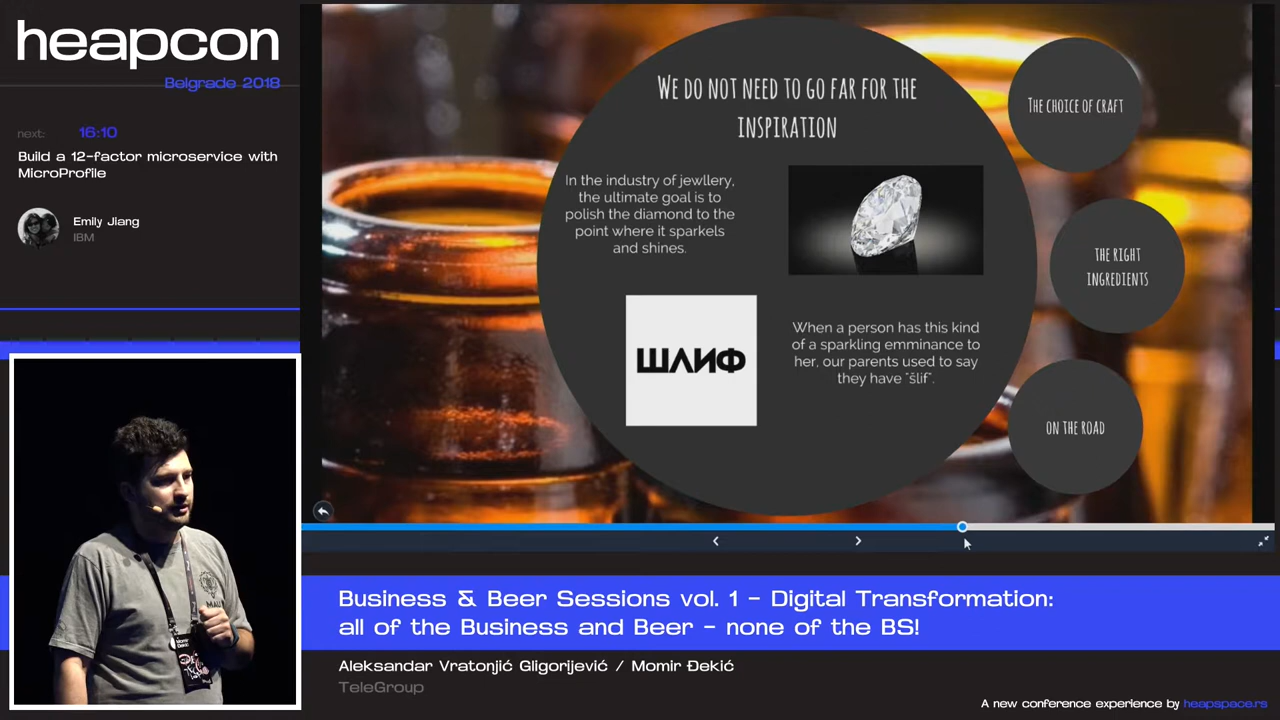 heapcon
Belgrade 2018
next: 16:10
Build a 12-factor microservice with
MicroProfile
Emily Jiang
IBM
We do not need to go far for the
inspiration
In the industry of jewllery,
the ultimate goal is to
polish the diamond to the
point where it sparkels
and shines.
ШЛИФ
When a person has this kind
of a sparkling emminance to
her, our parents used to say
they have "šlif".
The choice of craft
The right
ingredients
On the road
Business & Beer Sessions vol. 1 - Digital Transformation:
all of the Business and Beer - none of the BS!
Aleksandar Vratonjić Gligorijević / Momir Đekić
TeleGroup
A new conference experience by heapspace.rs